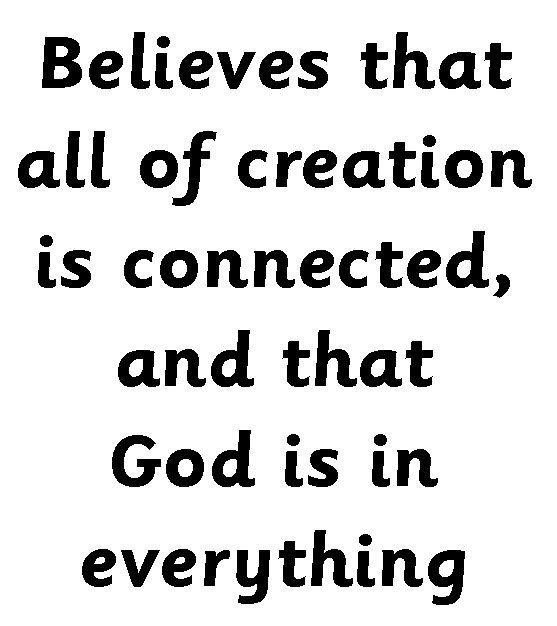 Believes that
all of creation
is connected,
and that
God is in
everything